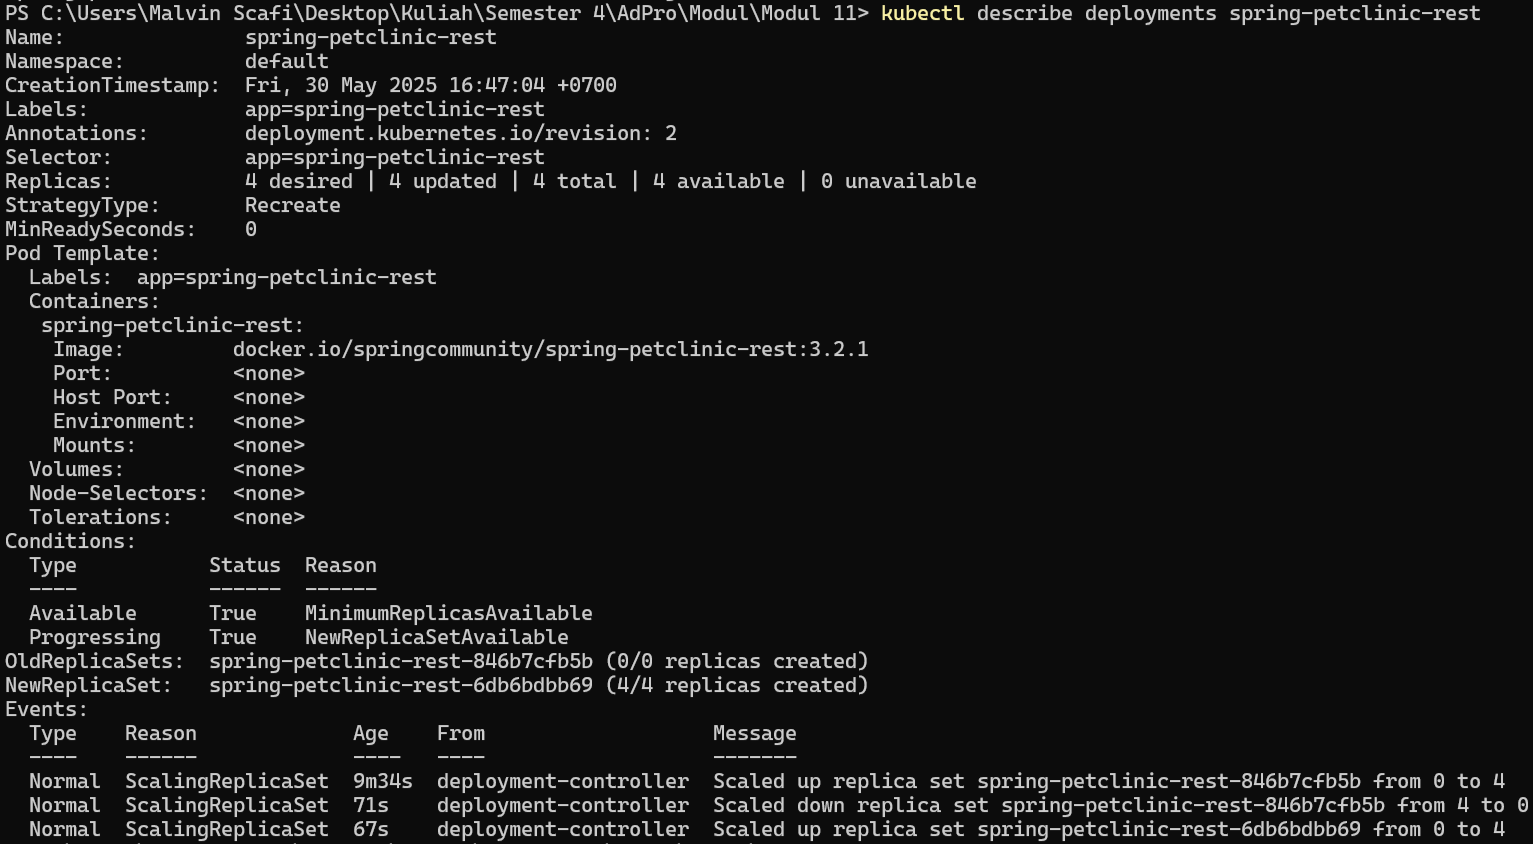 PS C:\Users\Malvin Scafi\Desktop\Kuliah\Semester 4\AdPro\Modul\Modul 11> kubectl describe deployments spring-petclinic-rest
Name:                   spring-petclinic-rest
Namespace:              default
CreationTimestamp:      Fri, 30 May 2025 16:47:04 +0700
Labels:                 app=spring-petclinic-rest
Annotations:            deployment.kubernetes.io/revision: 2
Selector:               app=spring-petclinic-rest
Replicas:               4 desired | 4 updated | 4 total | 4 available | 0 unavailable
StrategyType:           Recreate
MinReadySeconds:        0
Pod Template:
  Labels:  app=spring-petclinic-rest
  Containers:
   spring-petclinic-rest:
    Image:         docker.io/springcommunity/spring-petclinic-rest:3.2.1
    Port:          <none>
    Host Port:     <none>
    Environment:   <none>
    Mounts:        <none>
  Volumes:         <none>
  Node-Selectors:  <none>
  Tolerations:     <none>
Conditions:
  Type           Status  Reason
  ----           ------  ------
  Available      True    MinimumReplicasAvailable
  Progressing    True    NewReplicaSetAvailable
OldReplicaSets:  spring-petclinic-rest-846b7cfb5b (0/0 replicas created)
NewReplicaSet:   spring-petclinic-rest-6db6bdbb69 (4/4 replicas created)
Events:
  Type    Reason             Age    From                   Message
  ----    ------             ----   ----                   -------
  Normal  ScalingReplicaSet  9m34s  deployment-controller  Scaled up replica set spring-petclinic-rest-846b7cfb5b from 0 to 4
  Normal  ScalingReplicaSet  71s    deployment-controller  Scaled down replica set spring-petclinic-rest-846b7cfb5b from 4 to 0
  Normal  ScalingReplicaSet  67s    deployment-controller  Scaled up replica set spring-petclinic-rest-6db6bdbb69 from 0 to 4